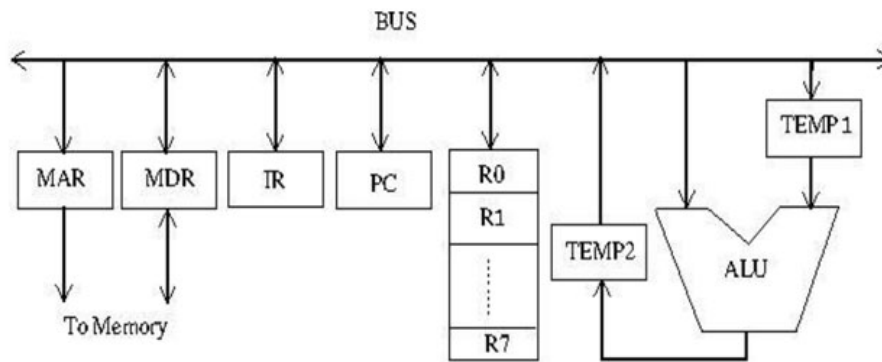 BUS
TEMP1
MAR
MDR
IR
PC
R0
R1
TEMP2
ALU
R7
To Memory